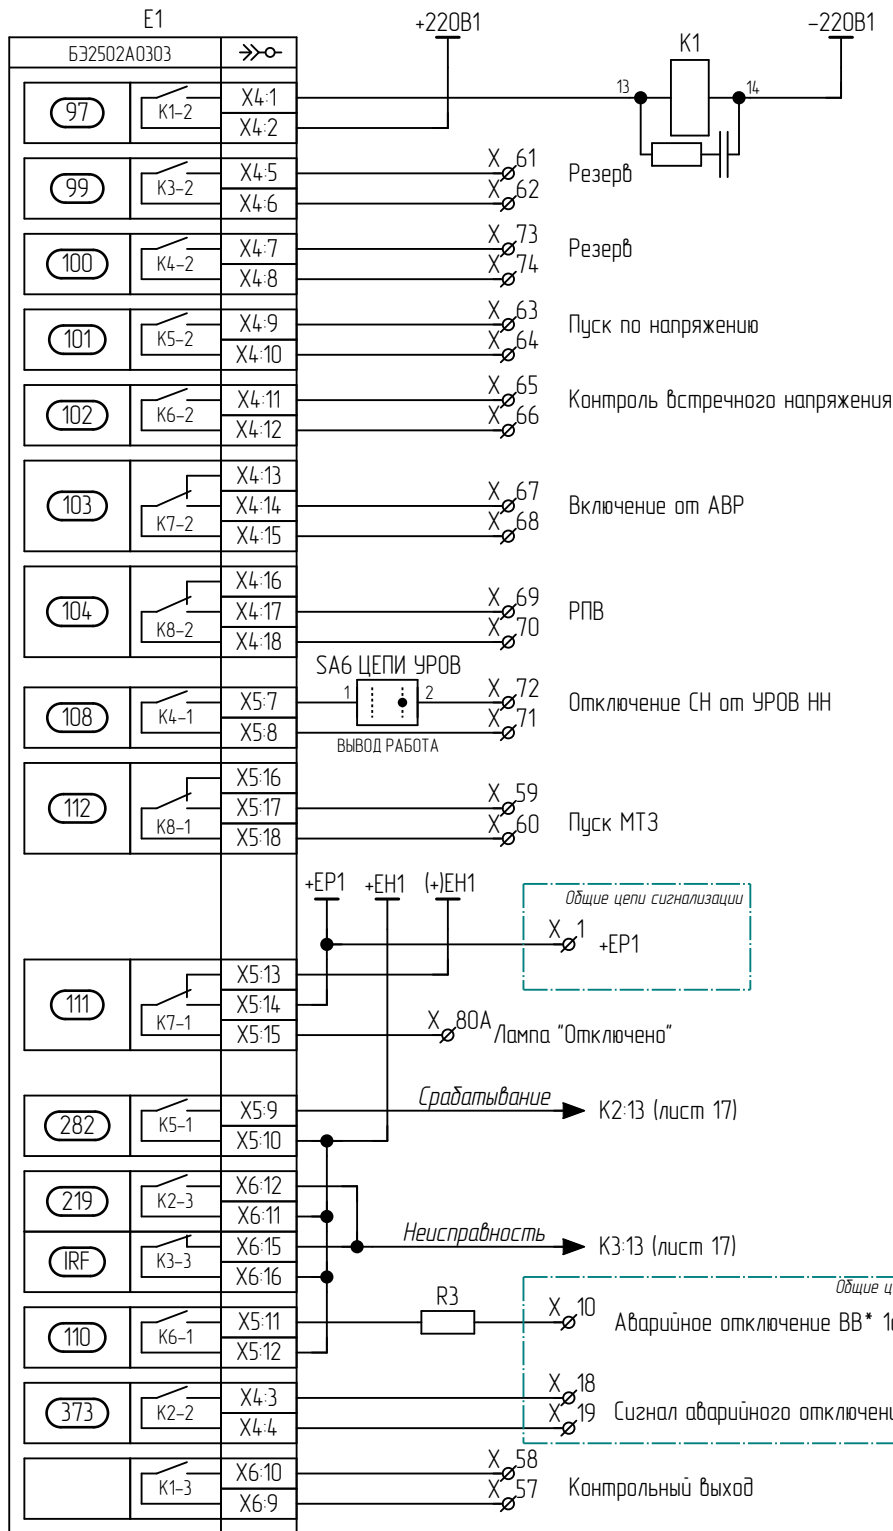 E1
+220В1
-220В1
БЭ2502А0303
K1
97
K1-2
X4:1
X4:2
13
14
99
K3-2
X4:5
X4:6
X 61
X 62
Резерв
100
K4-2
X4:7
X4:8
X 73
X 74
Резерв
101
K5-2
X4:9
X4:10
X 63
X 64
Пуск по напряжению
102
K6-2
X4:11
X4:12
X 65
X 66
Контроль встречного напряжения
103
K7-2
X4:13
X4:14
X4:15
X 67
X 68
Включение от АВР
104
K8-2
X4:16
X4:17
X4:18
X 69
X 70
РПВ
SA6 ЦЕПИ УРОВ
108
K4-1
X5:7
X5:8
1
2
ВЫВОД РАБОТА
X 72
X 71
Отключение СН от УРОВ НН
112
K8-1
X5:16
X5:17
X5:18
X 59
X 60
Пуск МТЗ
+EP1
+EH1
(+)EH1
Общие цепи сигнализации
X 1
+EP1
111
K7-1
X5:13
X5:14
X5:15
X 80A
Лампа "Отключено"
282
K5-1
X5:9
X5:10
Срабатывание
K2:13 (лист 17)
219
K2-3
X6:12
X6:11
IRF
K3-3
X6:15
X6:16
Неисправность
K3:13 (лист 17)
110
K6-1
X5:11
X5:12
R3
Общие ц
X 10
Аварийное отключение ВВ*
373
K2-2
X4:3
X4:4
X 18
X 19
Сигнал аварийного отключени
K1-3
X6:10
X6:9
X 58
X 57
Контрольный выход